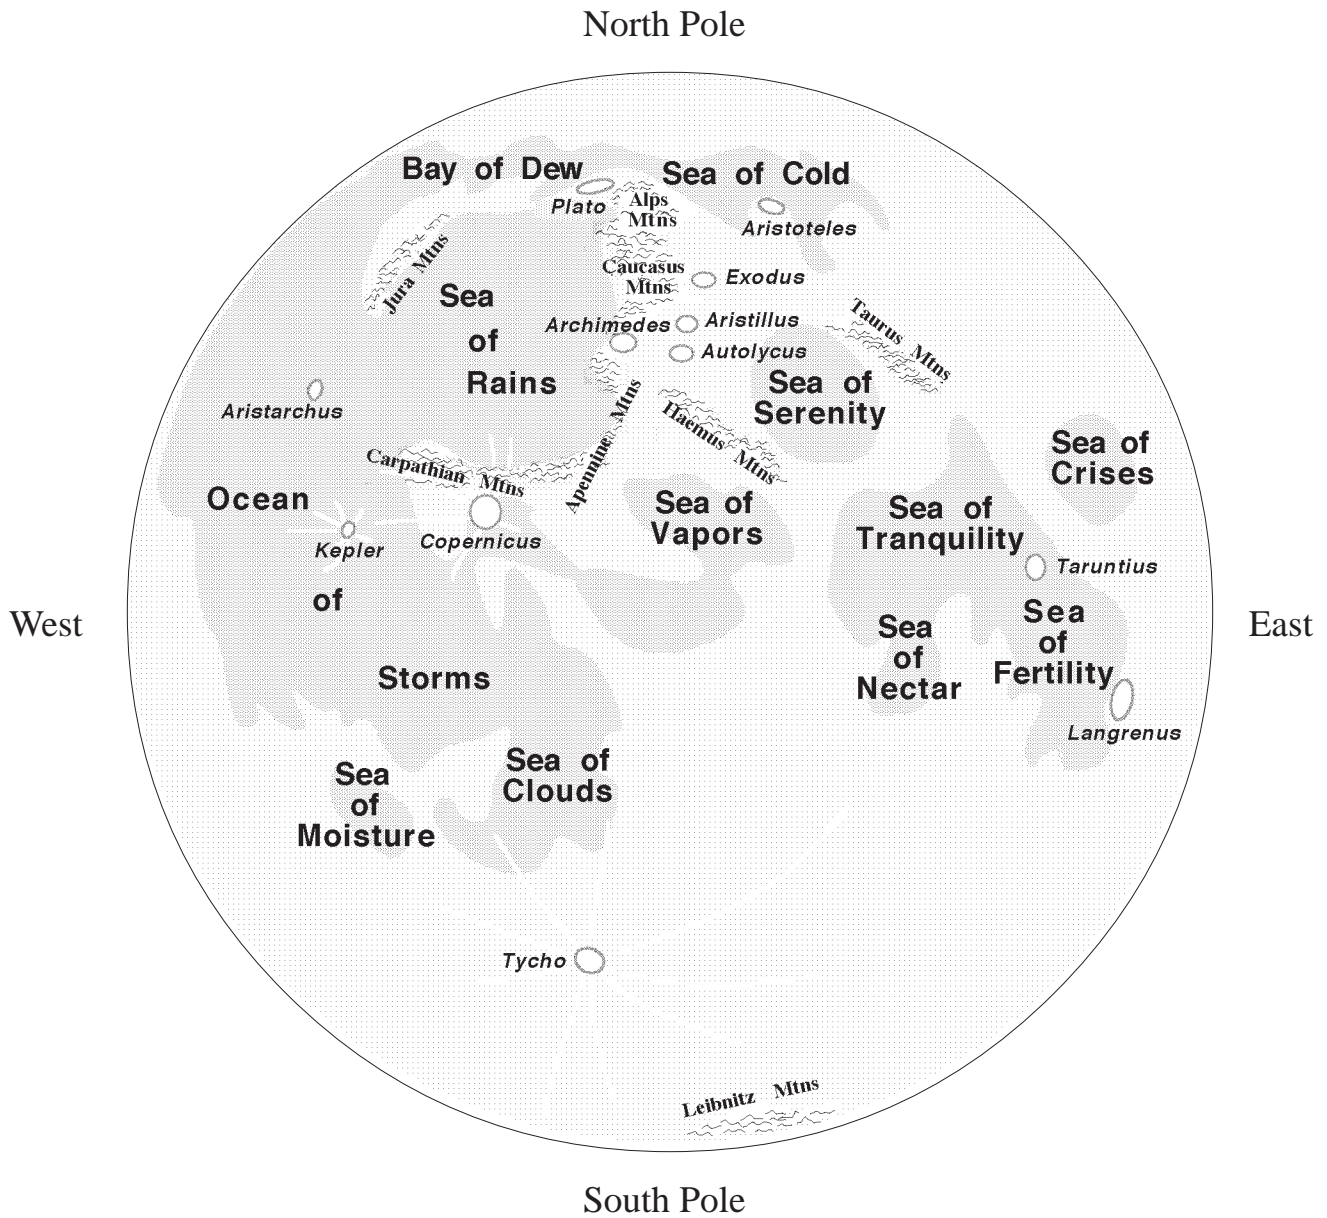 North Pole
Bay of Dew
Sea of Cold
Plato
Alps
Mtns
Aristoteles
Jura Mtns
Caucasus
Mtns
Exodus
Sea
of
Rains
Archimedes
Aristillus
Autolycus
Taurus Mtns
Sea of
Serenity
Aristarchus
Apennine Mtns
Haemus Mtns
Carpathian Mtns
Sea of
Crises
Ocean
of
Storms
Kepler
Copernicus
Sea of
Vapors
Sea of
Tranquility
Taruntius
West
East
Sea
of
Nectar
Sea
of
Fertility
Langrenus
Sea
of
Moisture
Sea of
Clouds
Tycho
Leibnitz Mtns
South Pole